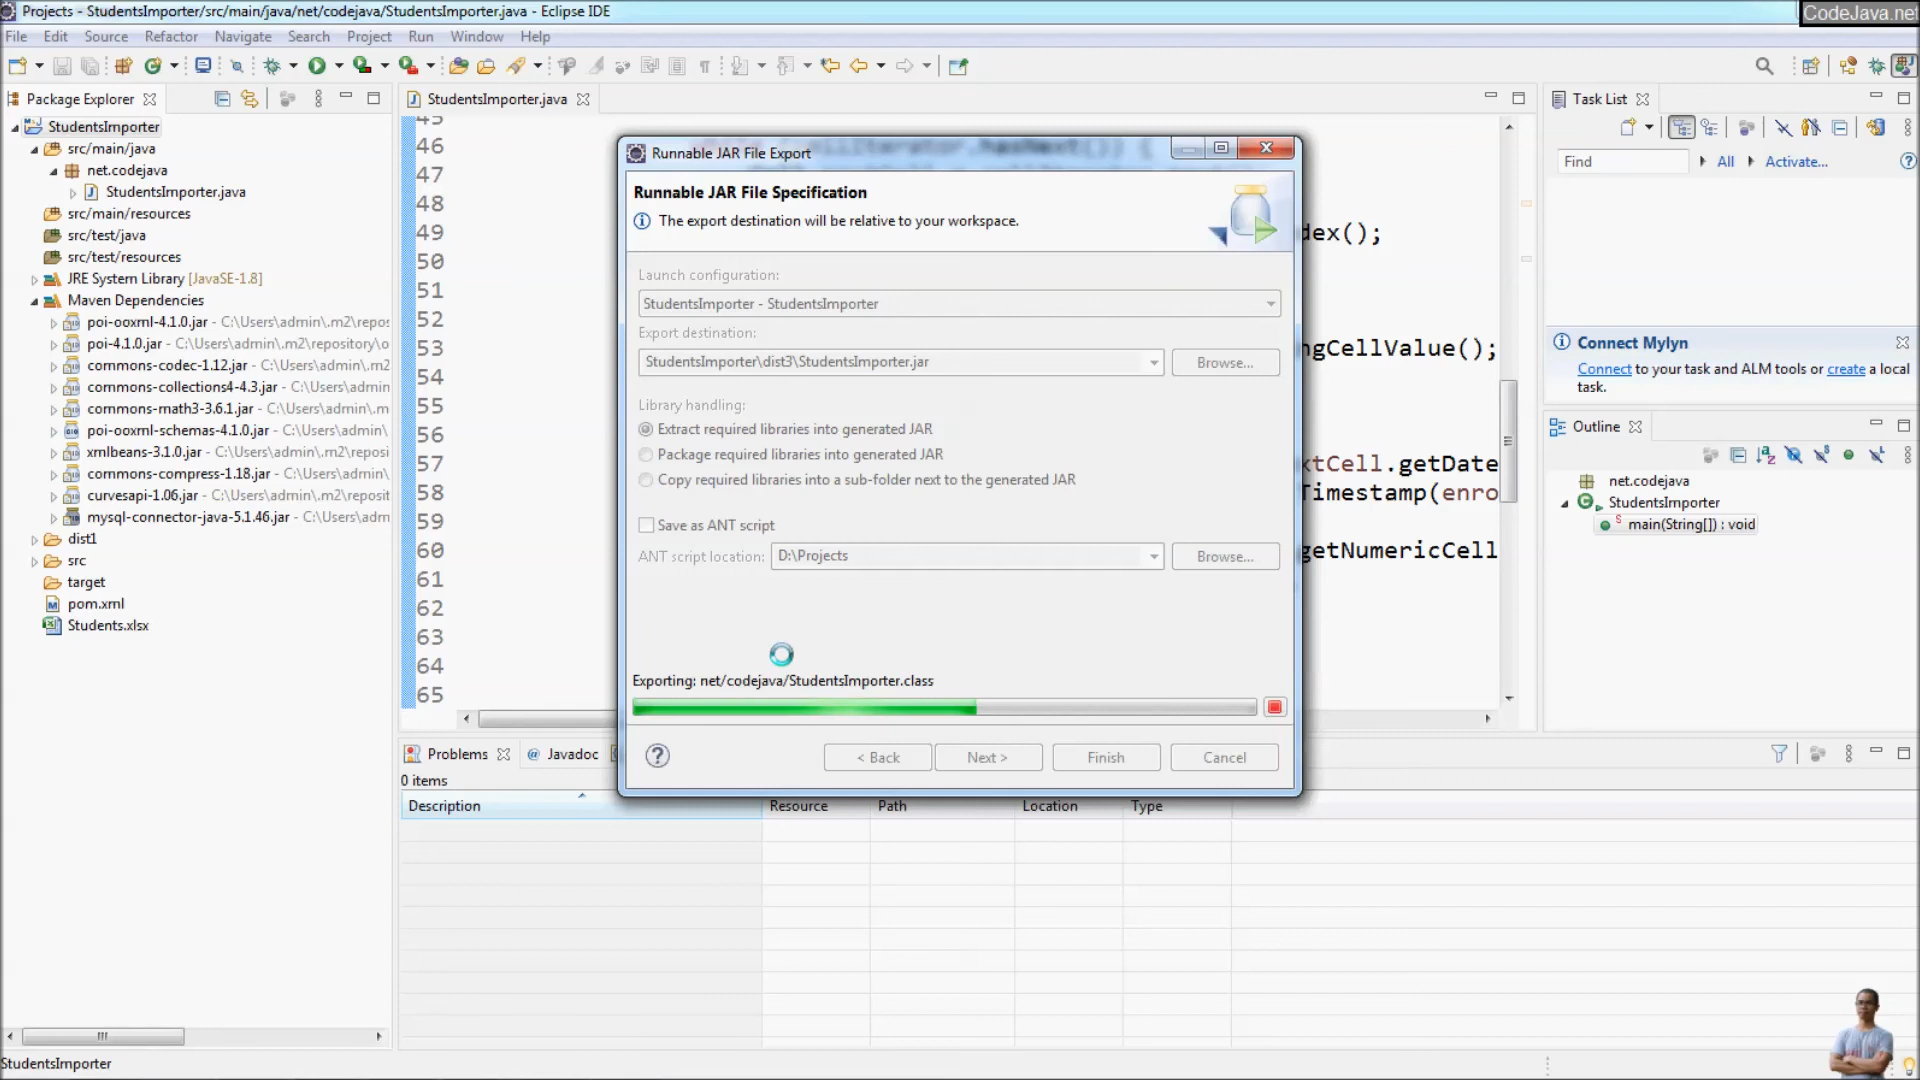 Projects - StudentsImporter/src/main/java/net/codejava/StudentsImporter.java - Eclipse IDE
CodeJava.net
File Edit Source Refactor Navigate Search Project Run Window Help
Package Explorer
StudentsImporter
src/main/java
net.codejava
StudentsImporter.java
src/main/resources
src/test/java
src/test/resources
JRE System Library [JavaSE-1.8]
Maven Dependencies
poi-ooxml-4.1.0.jar - C:\Users\admin\.m2\repos
poi-4.1.0.jar - C:\Users\admin\.m2\repository\o
commons-codec-1.12.jar - C:\Users\admin\.m2
commons-collections4-4.3.jar - C:\Users\admin
commons-math3-3.6.1.jar - C:\Users\admin\.m
poi-ooxml-schemas-4.1.0.jar - C:\Users\admin\
xmlbeans-3.1.0.jar - C:\Users\admin\.m2\reposi
commons-compress-1.18.jar - C:\Users\admin\
curvesapi-1.06.jar - C:\Users\admin\.m2\reposit
mysql-connector-java-5.1.46.jar - C:\Users\adm
dist1
src
target
pom.xml
Students.xlsx
StudentsImporter.java
45
46
47
48
49 dex();
50
51
52
53 ngCellValue();
54
55
56
57 xtCell.getDate
58 Timestamp(enro
59
60 getNumericCell
61
62
63
64
65
Runnable JAR File Export
Runnable JAR File Specification
The export destination will be relative to your workspace.
Launch configuration:
StudentsImporter - StudentsImporter
Export destination:
StudentsImporter\dist3\StudentsImporter.jar Browse...
Library handling:
Extract required libraries into generated JAR
Package required libraries into generated JAR
Copy required libraries into a sub-folder next to the generated JAR
Save as ANT script
ANT script location: D:\Projects Browse...
Exporting: net/codejava/StudentsImporter.class
< Back Next > Finish Cancel
Task List
Find All Activate...
Connect Mylyn
Connect to your task and ALM tools or create a local
task.
Outline
net.codejava
StudentsImporter
main(String[]) : void
Problems @ Javadoc
0 items
Description Resource Path Location Type
StudentsImporter